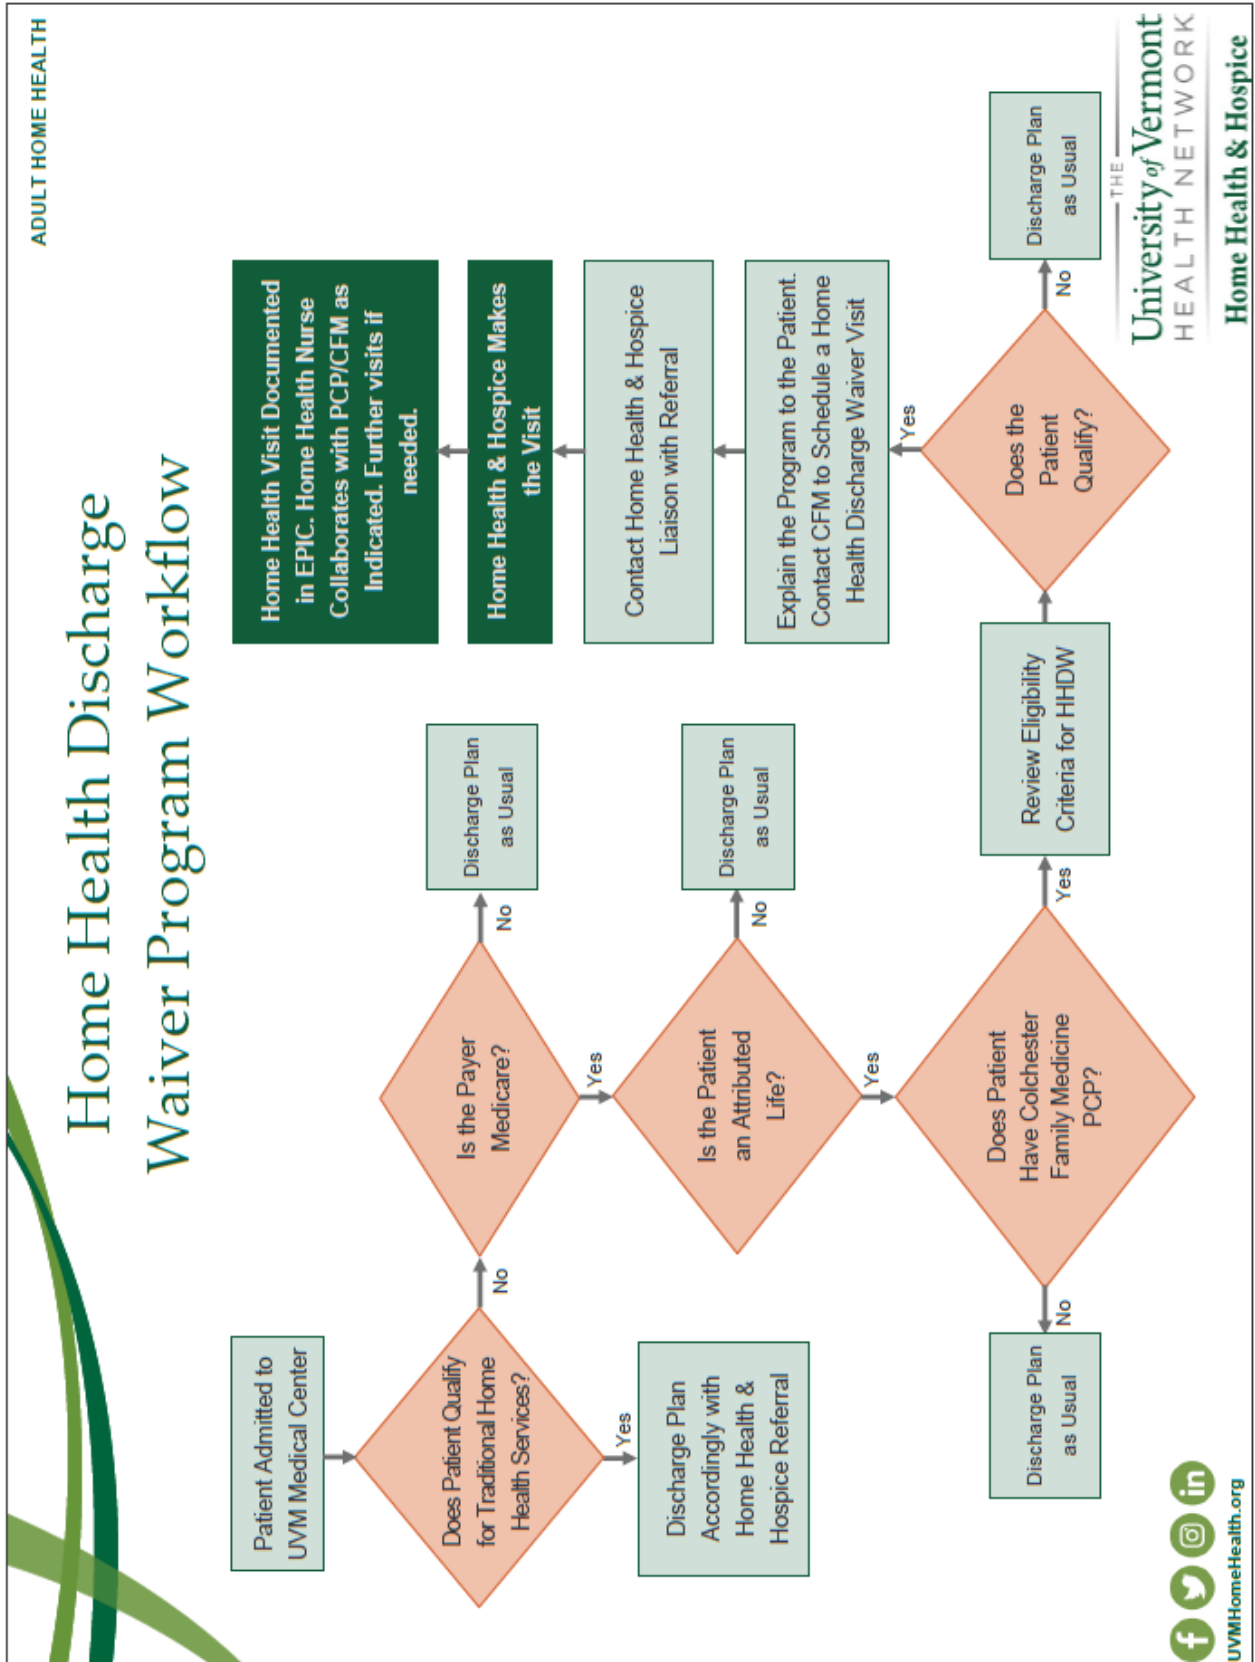 ADULT HOME HEALTH
Home Health Discharge
Waiver Program Workflow
Patient Admitted to
UVM Medical Center
Does Patient Qualify
for Traditional Home
Health Services?
Yes
Discharge Plan
Accordingly with
Home Health &
Hospice Referral
No
Is the Payer
Medicare?
No
Discharge Plan
as Usual
Yes
Is the Patient
an Attributed
Life?
No
Discharge Plan
as Usual
Yes
Does Patient
Have Colchester
Family Medicine
PCP?
No
Discharge Plan
as Usual
Yes
Review Eligibility
Criteria for HHDW
Does the
Patient
Qualify?
No
Discharge Plan
as Usual
Yes
Explain the Program to the Patient.
Contact CFM to Schedule a Home
Health Discharge Waiver Visit
Contact Home Health & Hospice
Liaison with Referral
Home Health & Hospice Makes
the Visit
Home Health Visit Documented
in EPIC. Home Health Nurse
Collaborates with PCP/CFM as
Indicated. Further visits if
needed.
UVMHomeHealth.org
THE
University of Vermont
HEALTH NETWORK
Home Health & Hospice